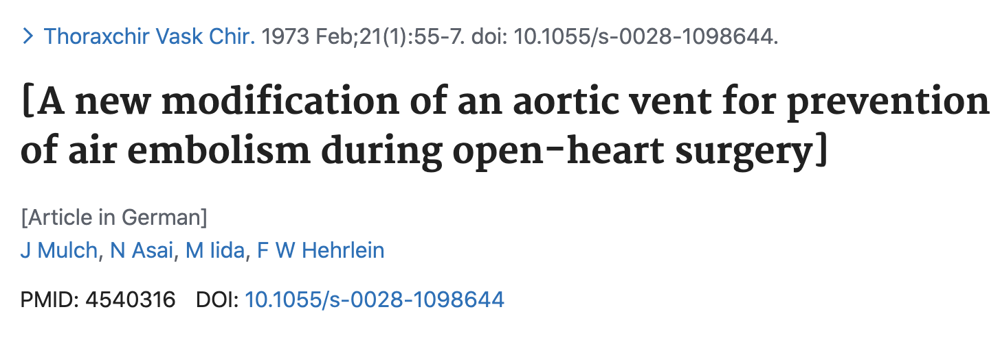 > Thoraxchir Vask Chir. 1973 Feb;21(1):55-7. doi: 10.1055/s-0028-1098644.
[A new modification of an aortic vent for prevention
of air embolism during open-heart surgery]
[Article in German]
J Mulch, N Asai, M Iida, F W Hehrlein
PMID: 4540316 DOI: 10.1055/s-0028-1098644